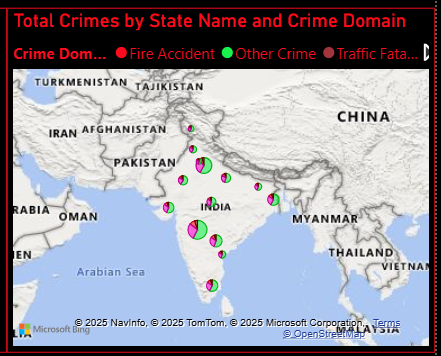 Total Crimes by State Name and Crime Domain
Crime Dom... Fire Accident Other Crime Traffic Fata...
TURKMENISTAN TAJIKISTAN
CHINA
IRAN AFGHANISTAN
PAKISTAN
INDIA
OMAN
MYANMAR
Arabian Sea
THAILAND
VIETNAM
Microsoft Bing
© 2025 NavInfo, © 2025 TomTom, © 2025 Microsoft Corporation, Terms
© OpenStreetMap
MALAYSIA